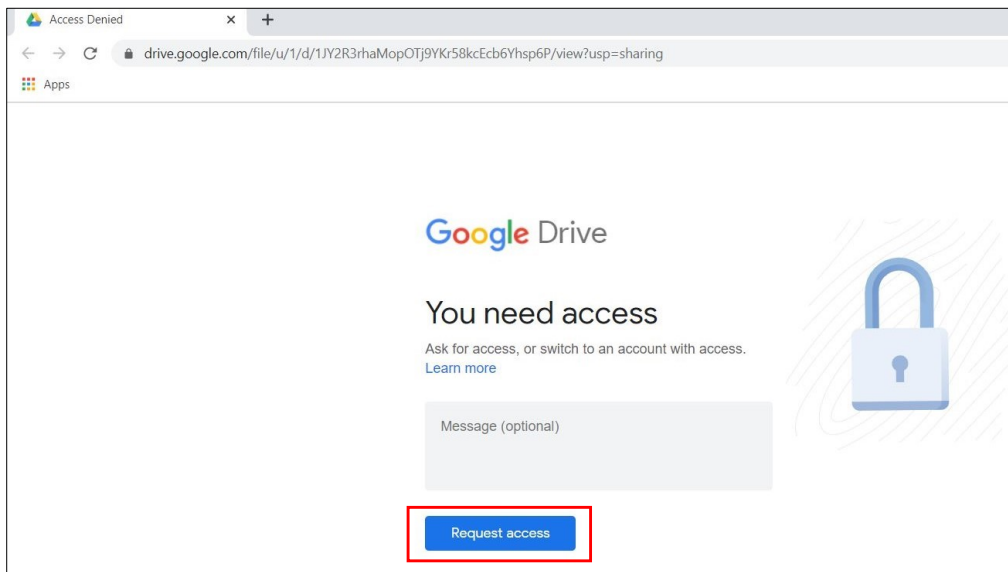 Access Denied
drive.google.com/file/u/1/d/1JY2R3rhaMopOTj9YKr58kcEcb6Yhsp6P/view?usp=sharing
Apps
Google Drive
You need access
Ask for access, or switch to an account with access.
Learn more
Message (optional)
Request access